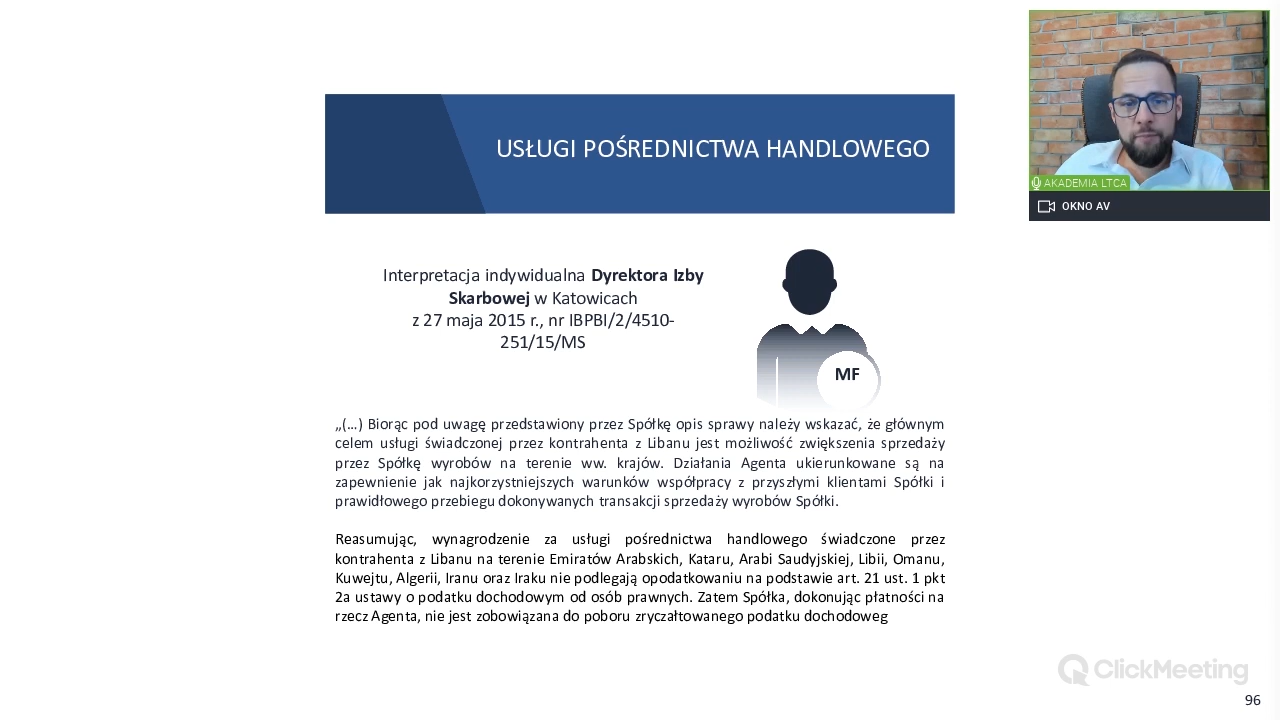 USŁUGI POŚREDNICTWA HANDLOWEGO
AKADEMIA LTCA
OKNO AV
Interpretacja indywidualna Dyrektora Izby
Skarbowej w Katowicach
z 27 maja 2015 r., nr IBPBI/2/4510-
251/15/MS
MF
„(…) Biorąc pod uwagę przedstawiony przez Spółkę opis sprawy należy wskazać, że głównym
celem usługi świadczonej przez kontrahenta z Libanu jest możliwość zwiększenia sprzedaży
przez Spółkę wyrobów na terenie ww. krajów. Działania Agenta ukierunkowane są na
zapewnienie jak najkorzystniejszych warunków współpracy z przyszłymi klientami Spółki i
prawidłowego przebiegu dokonywanych transakcji sprzedaży wyrobów Spółki.
Reasumując, wynagrodzenie za usługi pośrednictwa handlowego świadczone przez
kontrahenta z Libanu na terenie Emiratów Arabskich, Kataru, Arabi Saudyjskiej, Libii, Omanu,
Kuwejtu, Algerii, Iranu oraz Iraku nie podlegają opodatkowaniu na podstawie art. 21 ust. 1 pkt
2a ustawy o podatku dochodowym od osób prawnych. Zatem Spółka, dokonując płatności na
rzecz Agenta, nie jest zobowiązana do poboru zryczałtowanego podatku dochodoweg
ClickMeeting
96